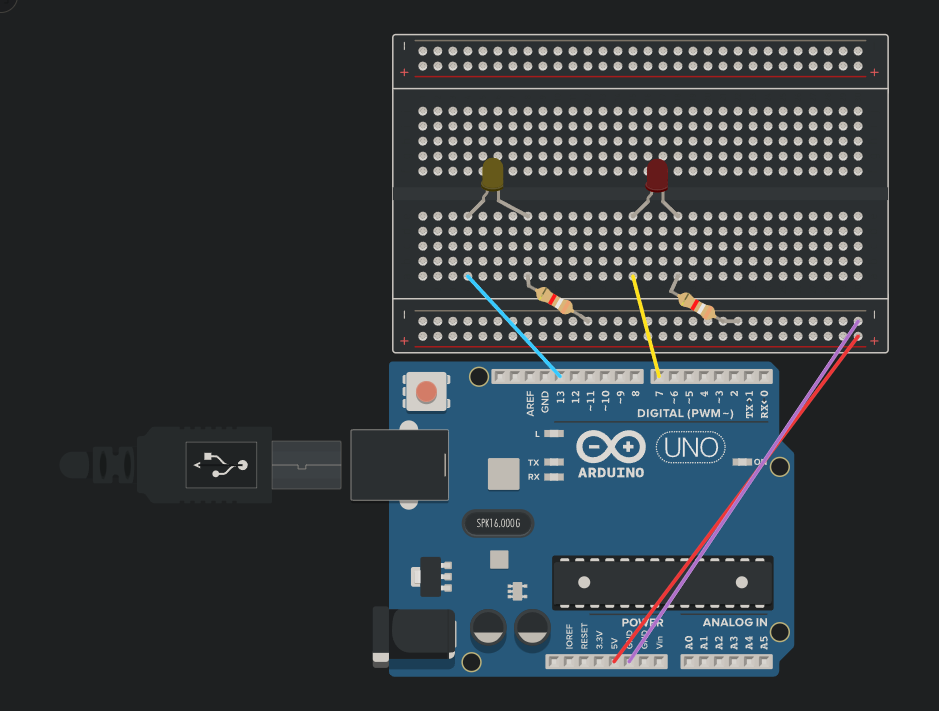 | 
+ +
| |
+ +
AREF
GND
13
12
~11
~10
~9
8
7
~6
~5
4
~3
2
TX>1
RX<0
DIGITAL (PWM~)
L
TX
RX
UNO
ARDUINO
ON
SPK16.000G
POWER
ANALOG IN
IOREF
RESET
3.3V
5V
GND
GND
Vin
A0
A1
A2
A3
A4
A5